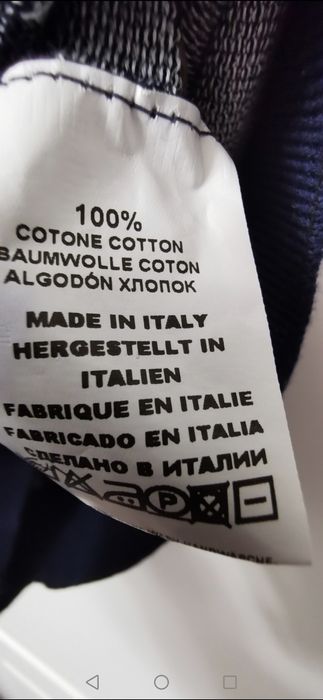 100%
COTONE COTTON
BAUMWOLLE COTON
ALGODÓN ХЛОПОК
MADE IN ITALY
HERGESTELLT IN
ITALIEN
FABRIQUE EN ITALIE
FABRICADO EN ITALIA
СДЕЛАНО В ИТАЛИИ
P
HANDWÄSCHE.